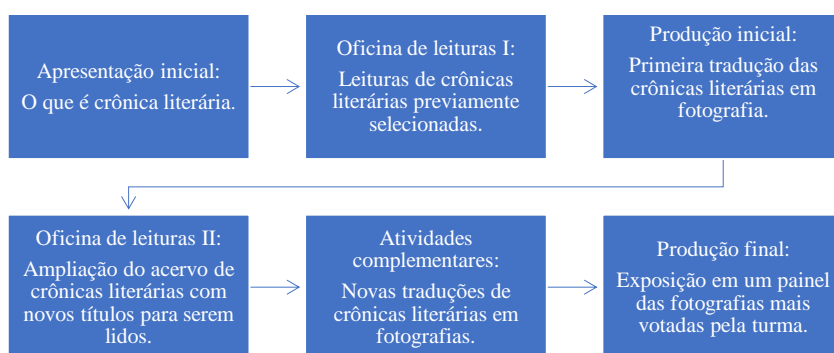 Apresentação inicial:
O que é crônica literária.
Oficina de leituras I:
Leituras de crônicas
literárias previamente
selecionadas.
Produção inicial:
Primeira tradução das
crônicas literárias em
fotografia.
Oficina de leituras II:
Ampliação do acervo de
crônicas literárias com
novos títulos para serem
lidos.
Atividades
complementares:
Novas traduções de
crônicas literárias em
fotografias.
Produção final:
Exposição em um painel
das fotografias mais
votadas pela turma.